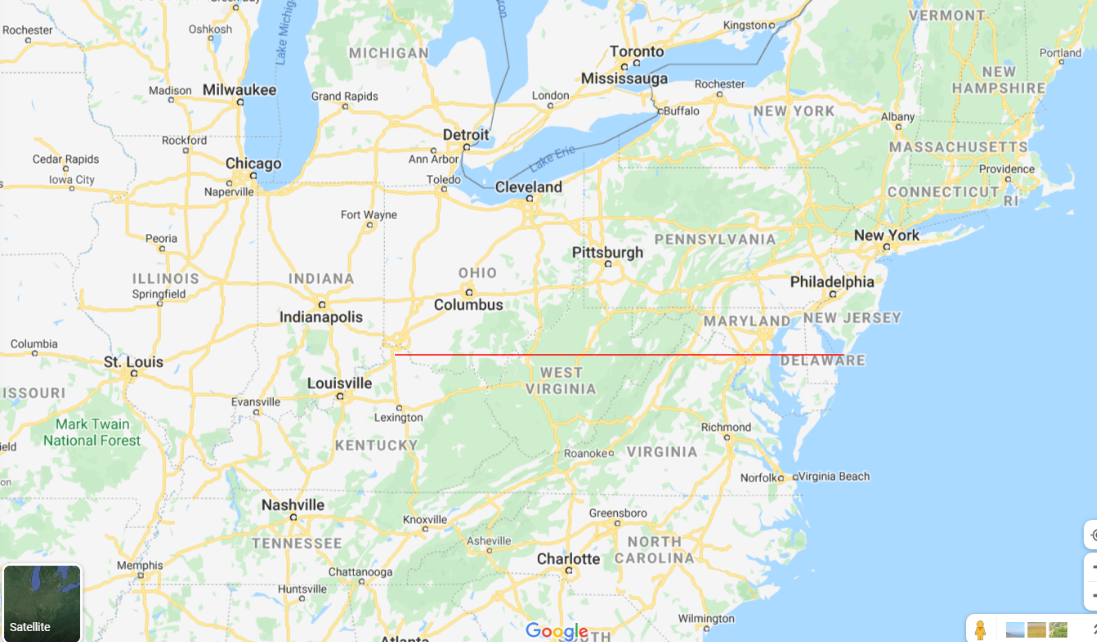 Green Bay
Rochester
Oshkosh
Lake Michigan
MICHIGAN
Kingston
VERMONT
Toronto
Mississauga
Portland
NEW
HAMPSHIRE
Madison
Milwaukee
Grand Rapids
London
Rochester
Buffalo
NEW YORK
Albany
Rockford
Detroit
Ann Arbor
Lake Erie
MASSACHUSETTS
Cedar Rapids
Iowa City
Chicago
Naperville
Toledo
Cleveland
Providence
CONNECTICUT
RI
Fort Wayne
Peoria
Pittsburgh
PENNSYLVANIA
New York
ILLINOIS
Springfield
INDIANA
OHIO
Columbus
Philadelphia
Indianapolis
MARYLAND
NEW JERSEY
Columbia
St. Louis
DELAWARE
ISSOURI
Louisville
WEST
VIRGINIA
Evansville
Lexington
Mark Twain
National Forest
ield
KENTUCKY
Richmond
Roanoke
VIRGINIA
Norfolk
Virginia Beach
Nashville
TENNESSEE
Knoxville
Greensboro
Asheville
NORTH
CAROLINA
Charlotte
Memphis
Chattanooga
Huntsville
Wilmington
Satellite
Google